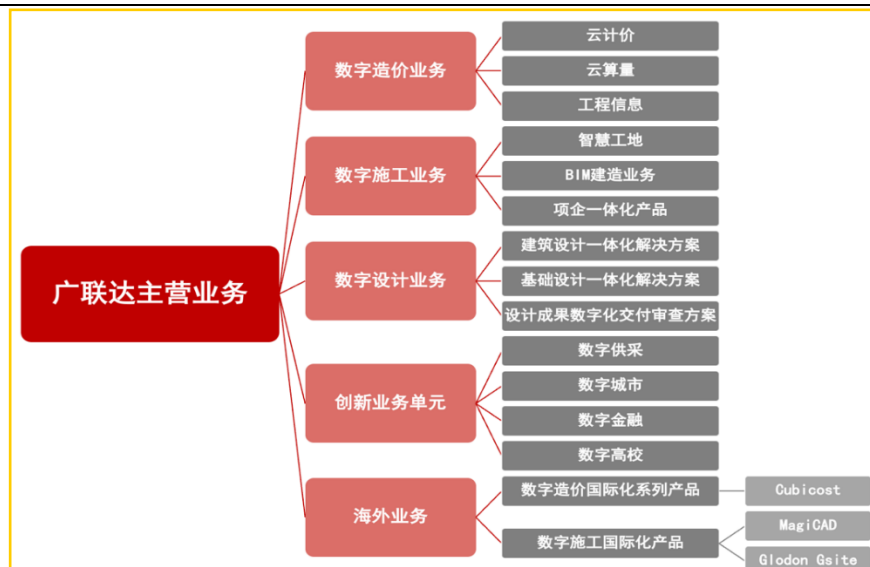 广联达主营业务
数字造价业务
云计价
云算量
工程信息
数字施工业务
智慧工地
BIM建造业务
项企一体化产品
数字设计业务
建筑设计一体化解决方案
基础设计一体化解决方案
设计成果数字化交付审查方案
创新业务单元
数字供采
数字城市
数字金融
数字高校
海外业务
数字造价国际化系列产品
Cubicost
数字施工国际化产品
MagiCAD
Glodon Gsite